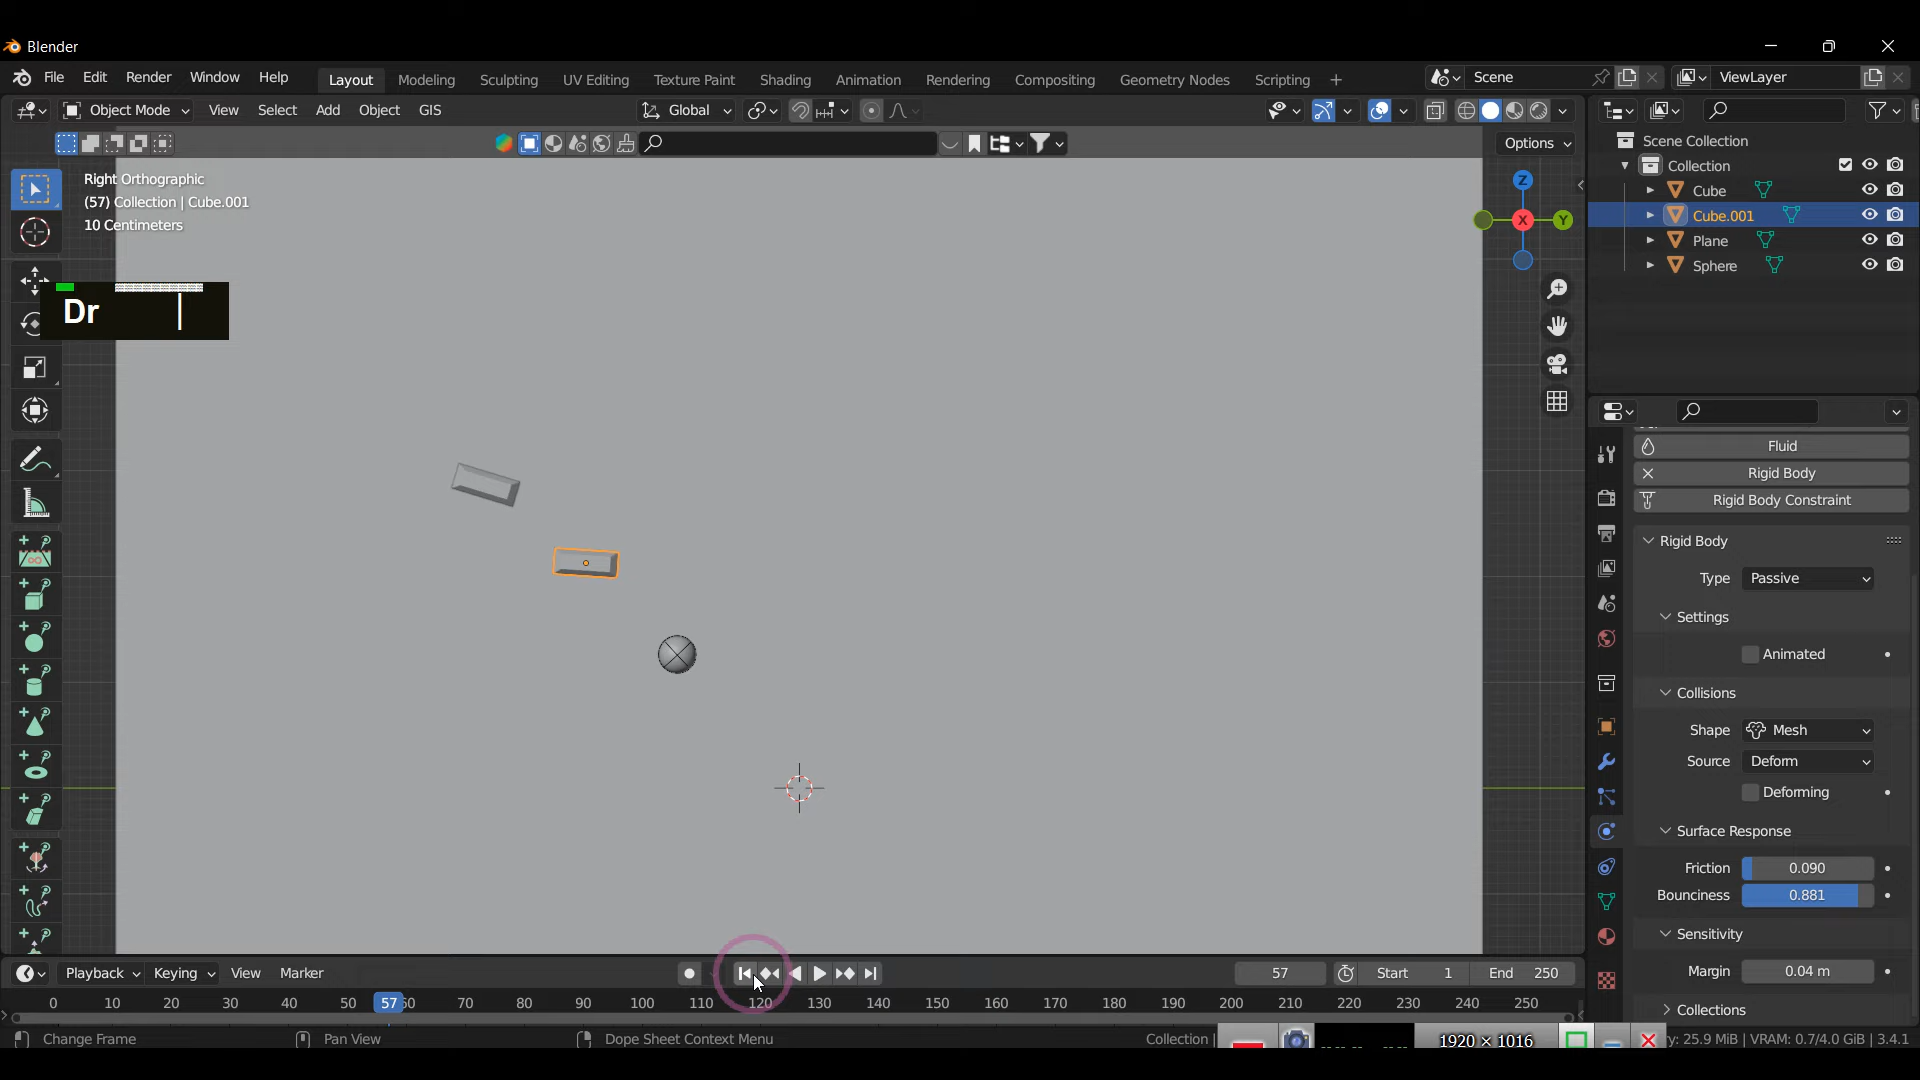 Blender
File Edit Render Window Help Layout Modeling Sculpting UV Editing Texture Paint Shading Animation Rendering Compositing Geometry Nodes Scripting + Scene ViewLayer
Object Mode View Select Add Object GIS Global
Options
Right Orthographic
(57) Collection | Cube.001
10 Centimeters
Dr
Z
X
Y
Scene Collection
Collection
Cube
Cube.001
Plane
Sphere
Fluid
Rigid Body
Rigid Body Constraint
Rigid Body
Type Passive
Settings
Animated
Collisions
Shape Mesh
Source Deform
Deforming
Surface Response
Friction 0.090
Bounciness 0.881
Sensitivity
Margin 0.04 m
Collections
Playback Keying View Marker 57 Start 1 End 250
0 10 20 30 40 50 57 60 70 80 90 100 110 120 130 140 150 160 170 180 190 200 210 220 230 240 250
Change Frame Pan View Dope Sheet Context Menu Collection | 1920 × 1016 y: 25.9 MiB | VRAM: 0.7/4.0 GiB | 3.4.1